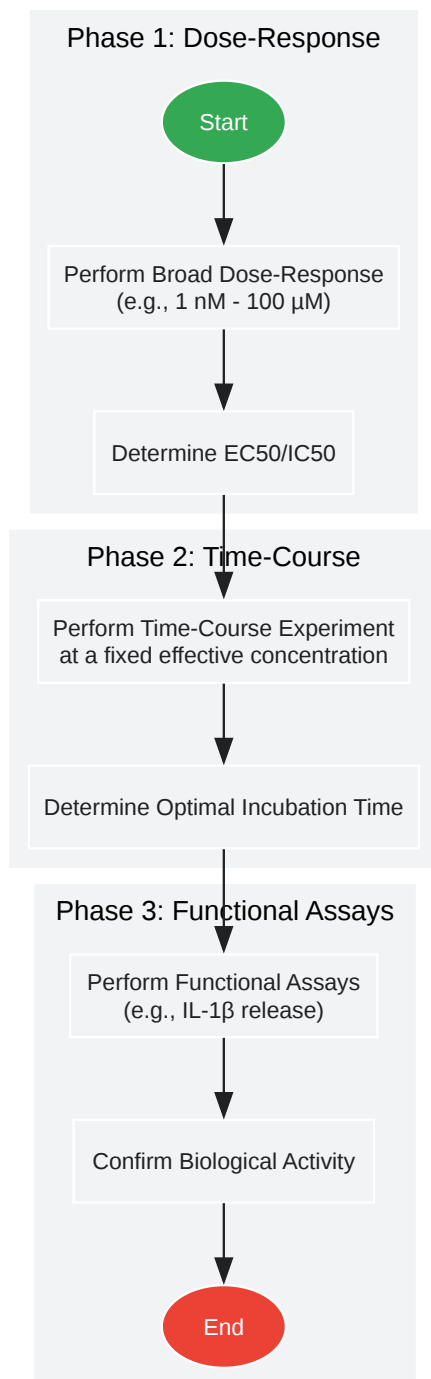 Phase 1: Dose-Response
Start
Perform Broad Dose-Response
(e.g., 1 nM - 100 µM)
Determine EC50/IC50
Phase 2: Time-Course
Perform Time-Course Experiment
at a fixed effective concentration
Determine Optimal Incubation Time
Phase 3: Functional Assays
Perform Functional Assays
(e.g., IL-1β release)
Confirm Biological Activity
End